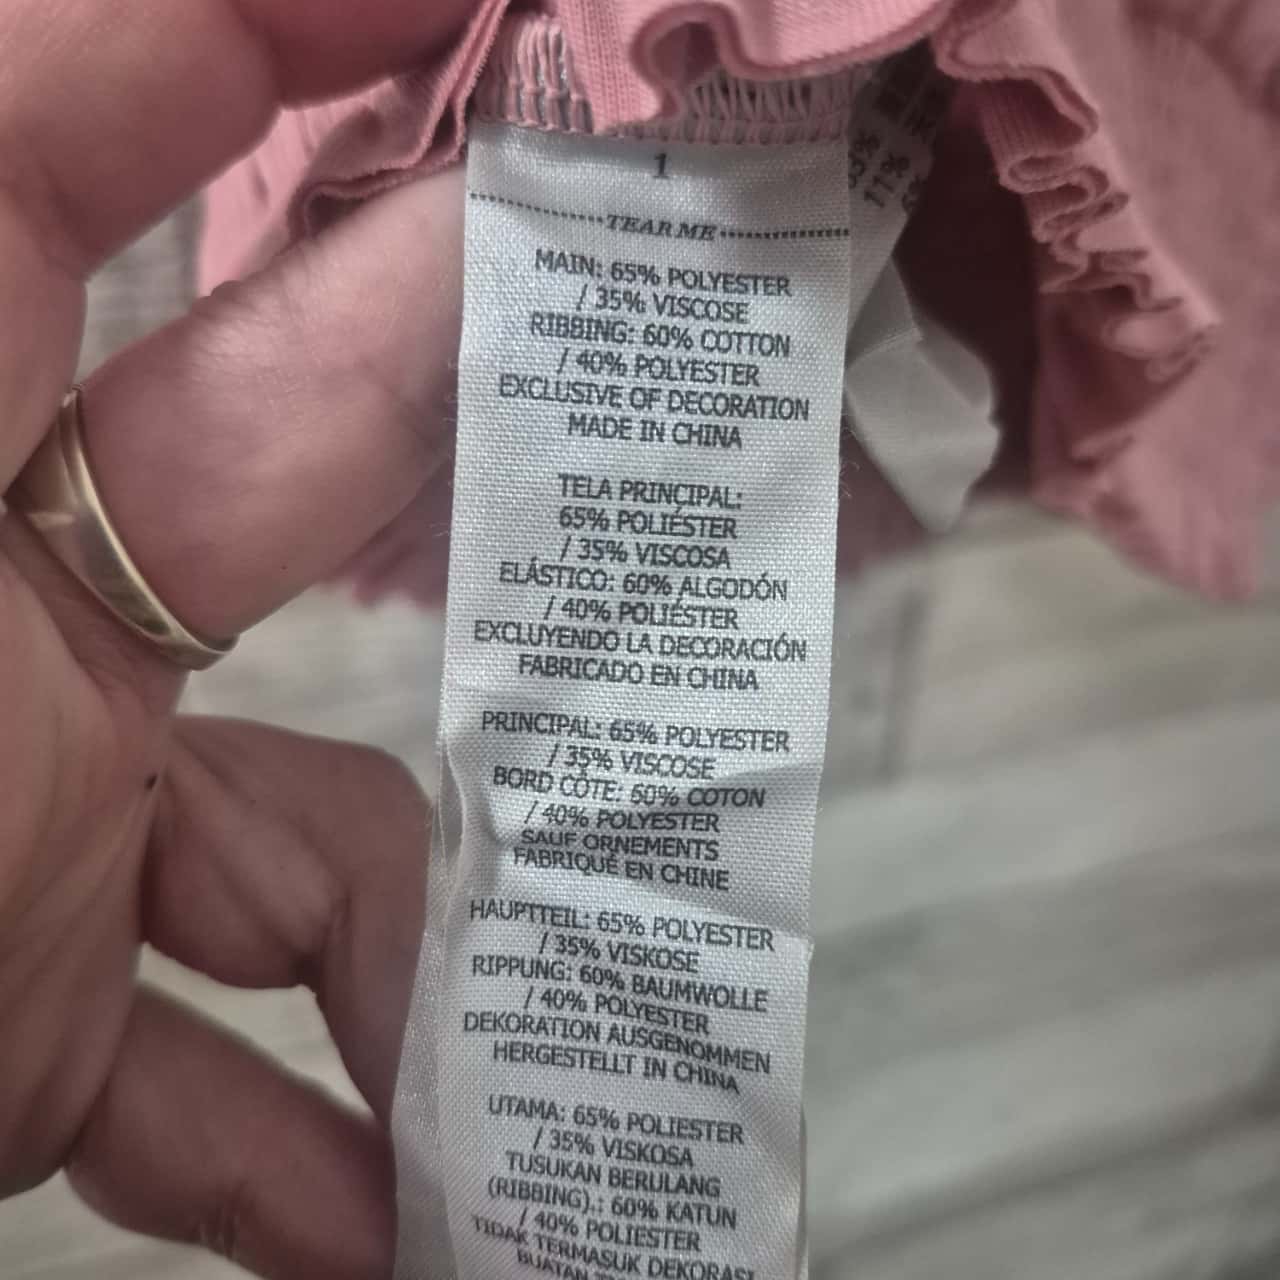 1
TEAR ME
MAIN: 65% POLYESTER
/ 35% VISCOSE
RIBBING: 60% COTTON
/ 40% POLYESTER
EXCLUSIVE OF DECORATION
MADE IN CHINA
TELA PRINCIPAL:
65% POLIÉSTER
/ 35% VISCOSA
ELÁSTICO: 60% ALGODÓN
/ 40% POLIÉSTER
EXCLUYENDO LA DECORACIÓN
FABRICADO EN CHINA
PRINCIPAL: 65% POLYESTER
/ 35% VISCOSE
BORD CÔTE: 60% COTON
/ 40% POLYESTER
SAUF ORNEMENTS
FABRIQUÉ EN CHINE
HAUPTTEIL: 65% POLYESTER
/ 35% VISKOSE
RIPPUNG: 60% BAUMWOLLE
/ 40% POLYESTER
DEKORATION AUSGENOMMEN
HERGESTELLT IN CHINA
UTAMA: 65% POLIESTER
/ 35% VISKOSA
TUSUKAN BERULANG
(RIBBING).: 60% KATUN
/ 40% POLIESTER
TIDAK TERMASUK DEKORASI
BUATAN
11%